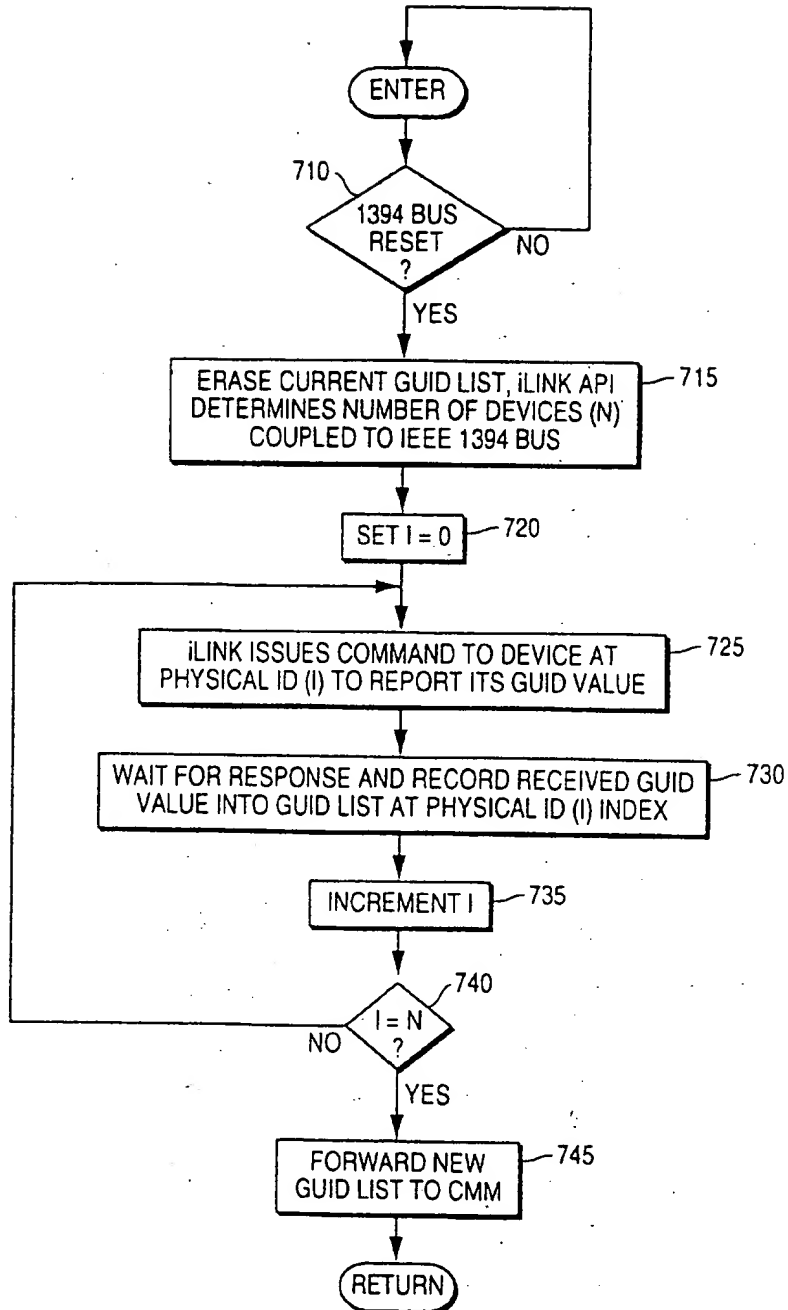 ENTER
710
1394 BUS
RESET
?
NO
YES
ERASE CURRENT GUID LIST, iLINK API
DETERMINES NUMBER OF DEVICES (N)
COUPLED TO IEEE 1394 BUS
715
SET I = 0
720
iLINK ISSUES COMMAND TO DEVICE AT
PHYSICAL ID (I) TO REPORT ITS GUID VALUE
725
WAIT FOR RESPONSE AND RECORD RECEIVED GUID
VALUE INTO GUID LIST AT PHYSICAL ID (I) INDEX
730
INCREMENT I
735
740
I = N
?
NO
YES
FORWARD NEW
GUID LIST TO CMM
745
RETURN